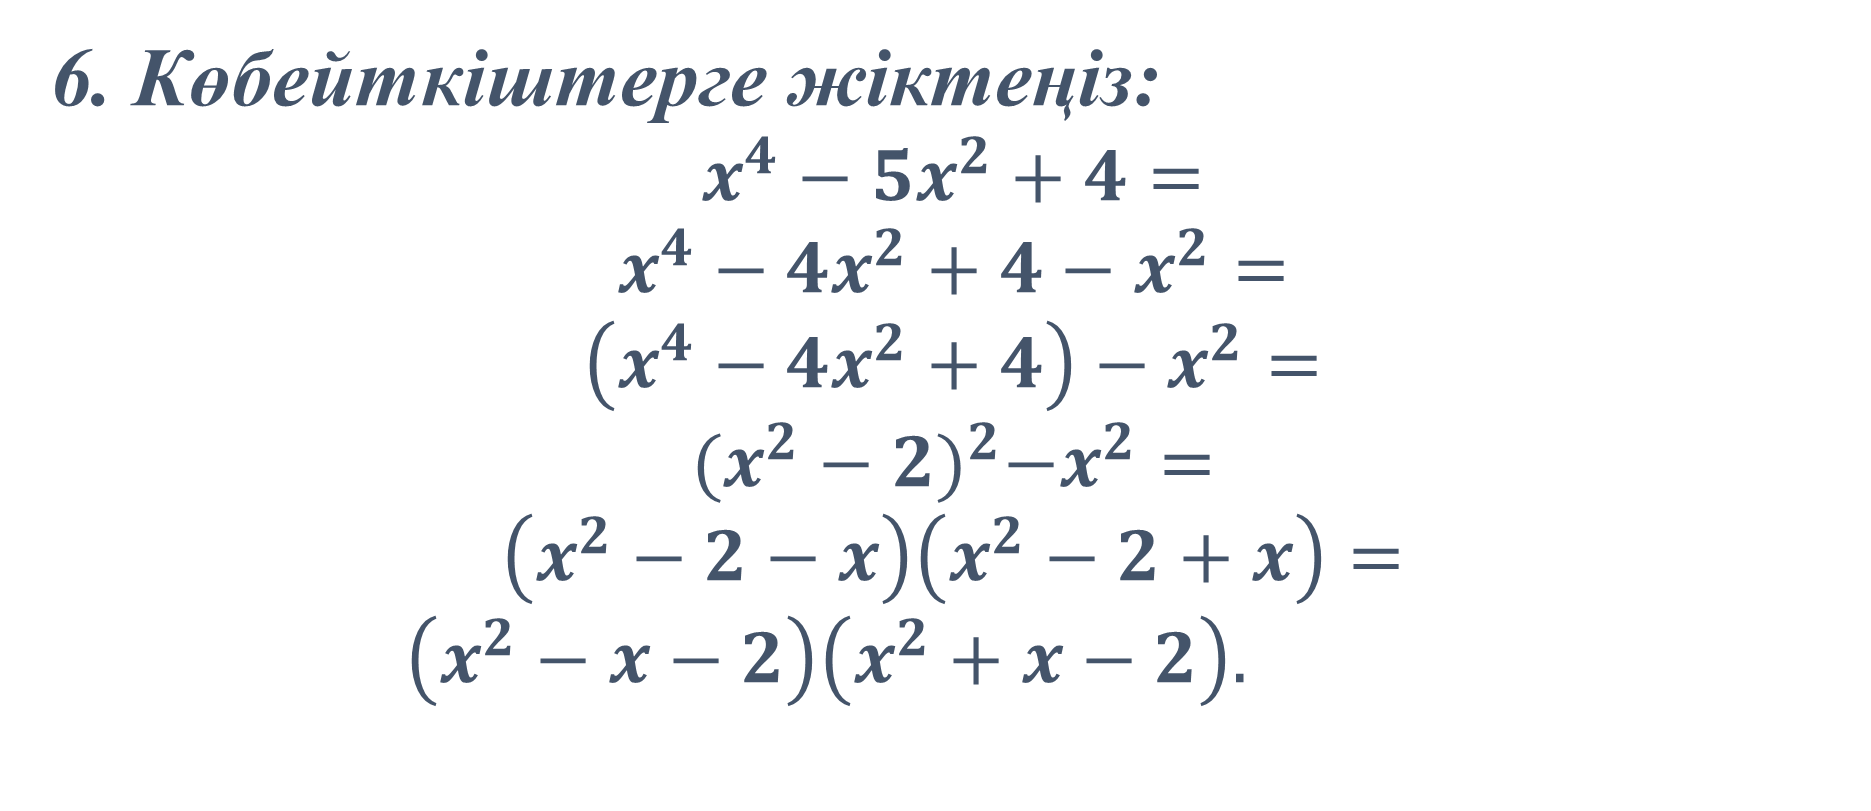 6. Көбейткіштерге жіктеңіз:
x⁴ − 5x² + 4 =
x⁴ − 4x² + 4 − x² =
(x⁴ − 4x² + 4) − x² =
(x² − 2)²−x² =
(x² − 2 − x)(x² − 2 + x) =
(x² − x − 2)(x² + x − 2).